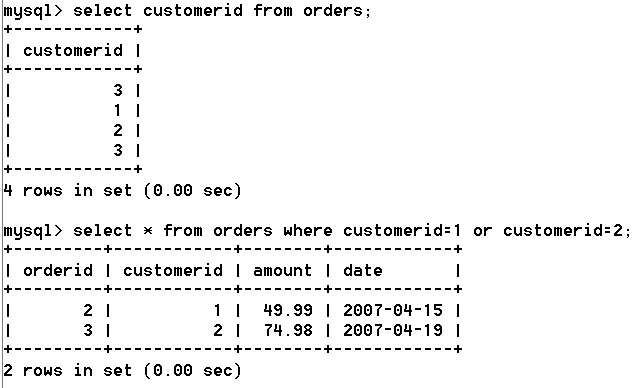 mysql> select customerid from orders;
+------------+
| customerid |
+------------+
|          3 |
|          1 |
|          2 |
|          3 |
+------------+
4 rows in set (0.00 sec)

mysql> select * from orders where customerid=1 or customerid=2;
+---------+------------+--------+------------+
| orderid | customerid | amount | date       |
+---------+------------+--------+------------+
|       2 |          1 |  49.99 | 2007-04-15 |
|       3 |          2 |  74.98 | 2007-04-19 |
+---------+------------+--------+------------+
2 rows in set (0.00 sec)